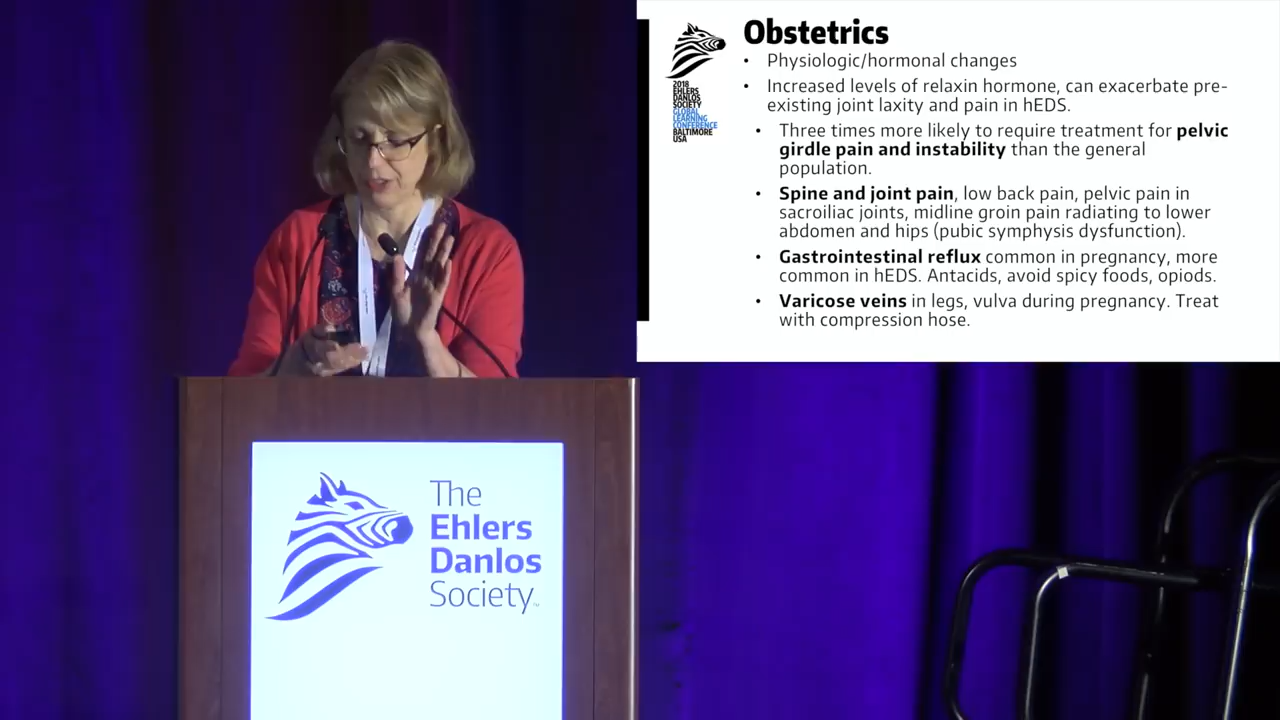 Obstetrics
• Physiologic/hormonal changes
• Increased levels of relaxin hormone, can exacerbate pre-
existing joint laxity and pain in hEDS.
• Three times more likely to require treatment for pelvic
girdle pain and instability than the general
population.
• Spine and joint pain, low back pain, pelvic pain in
sacroiliac joints, midline groin pain radiating to lower
abdomen and hips (pubic symphysis dysfunction).
• Gastrointestinal reflux common in pregnancy, more
common in hEDS. Antacids, avoid spicy foods, opiods.
• Varicose veins in legs, vulva during pregnancy. Treat
with compression hose.
2018
EHLERS
DANLOS
SOCIETY
GLOBAL
LEARNING
CONFERENCE
BALTIMORE
USA
The
Ehlers
Danlos
Society™